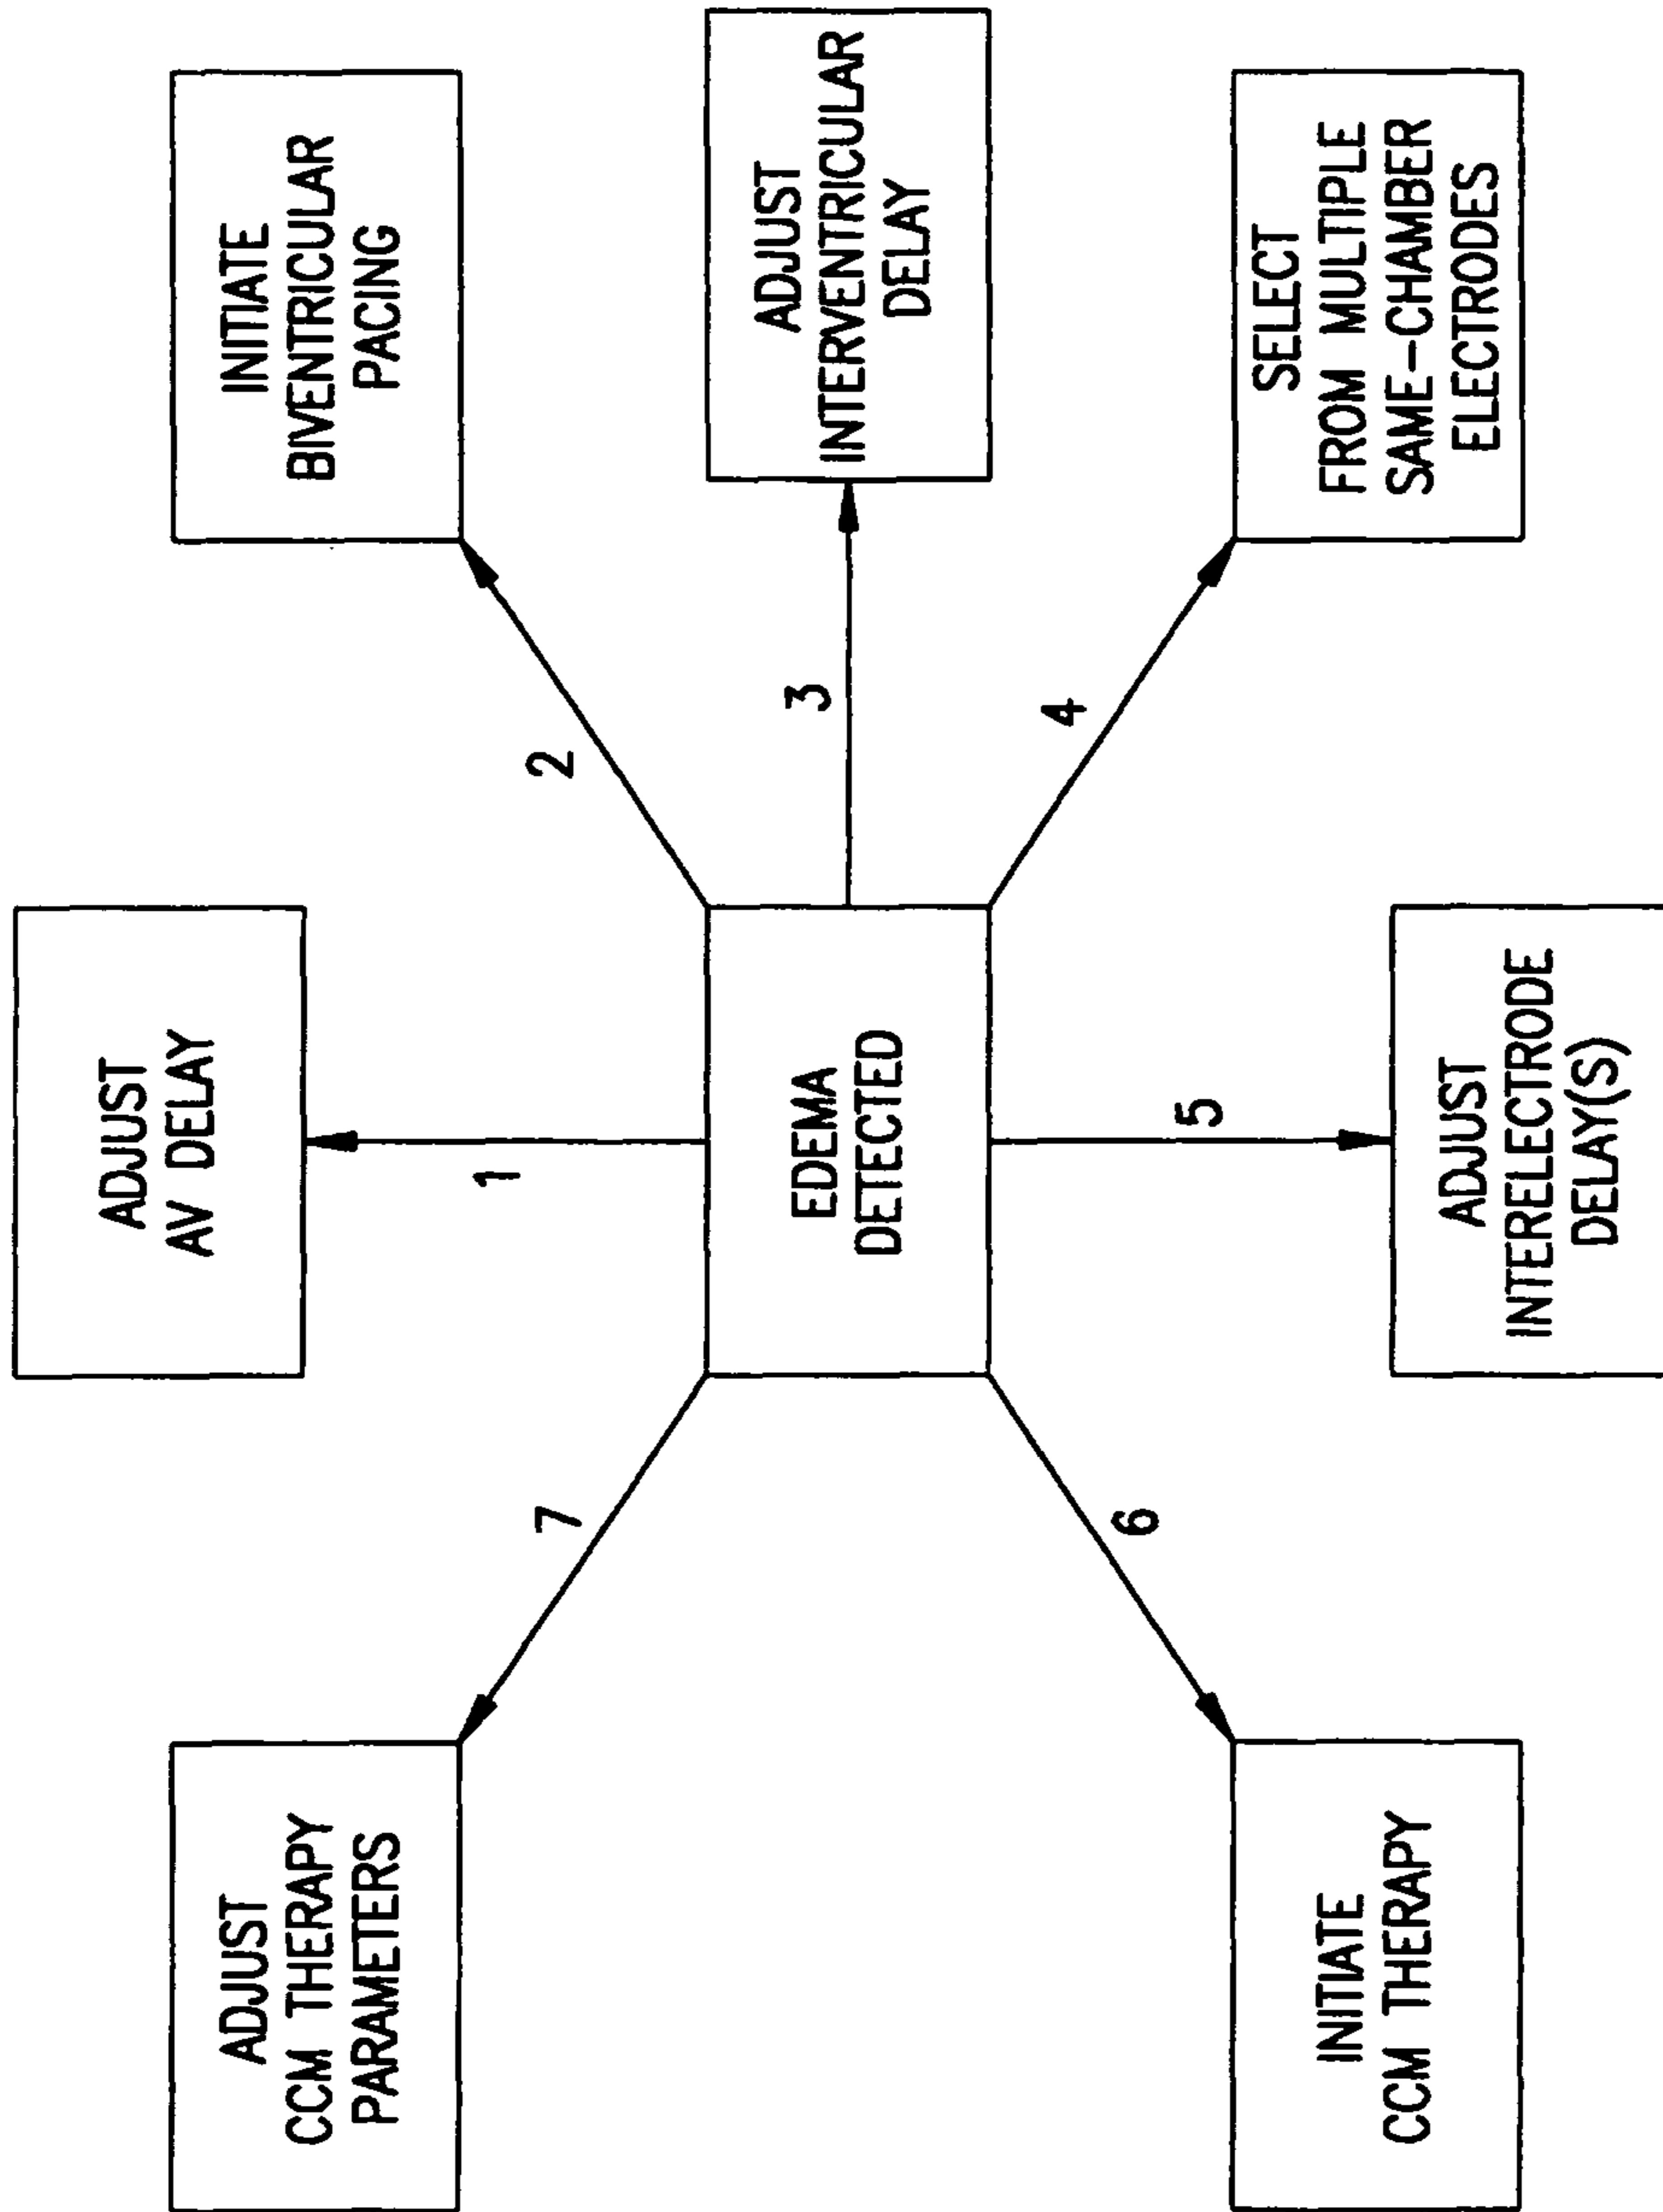 ADJUST
AV DELAY
1
INITIATE
BIVENTRICULAR
PACING
2
ADJUST
INTERVENTRICULAR
DELAY
3
SELECT
FROM MULTIPLE
SAME-CHAMBER
ELECTRODES
4
ADJUST
INTERELECTRODE
DELAY(S)
5
INITIATE
CCM THERAPY
6
ADJUST
CCM THERAPY
PARAMETERS
7
EDEMA
DETECTED